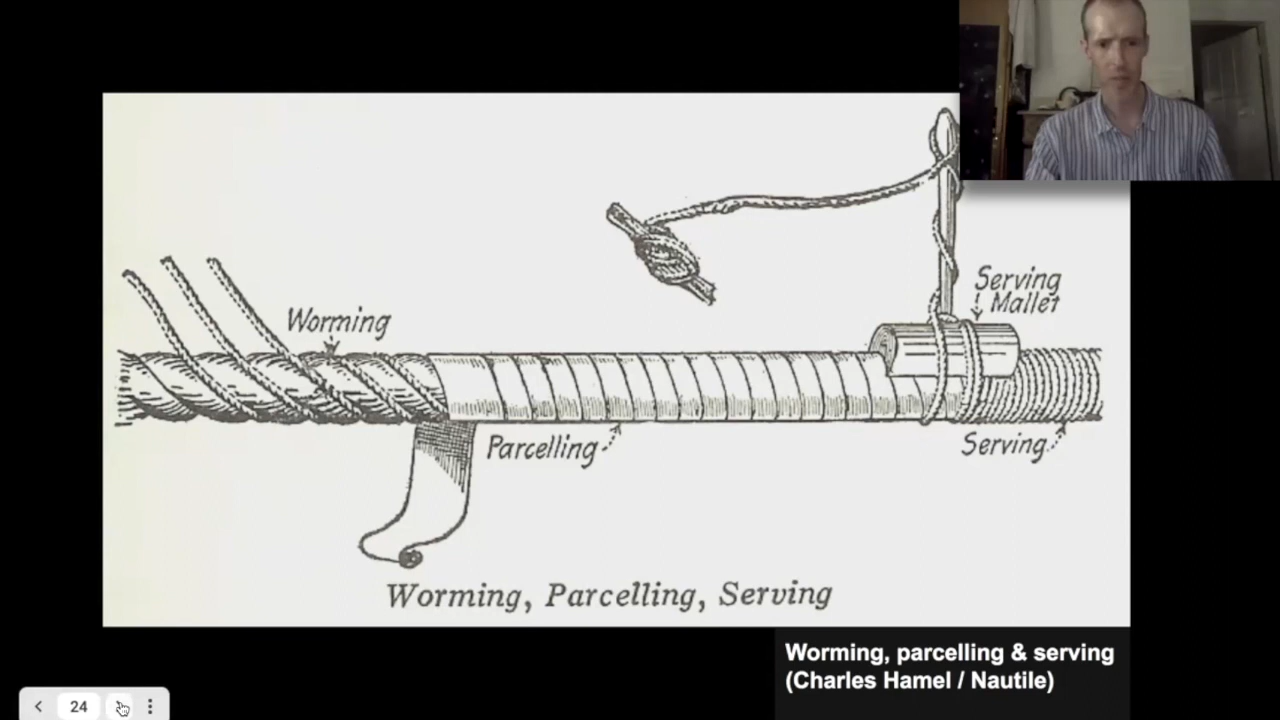 Worming
Serving
Mallet
Parcelling
Serving
Worming, Parcelling, Serving
Worming, parcelling & serving
(Charles Hamel / Nautile)
24